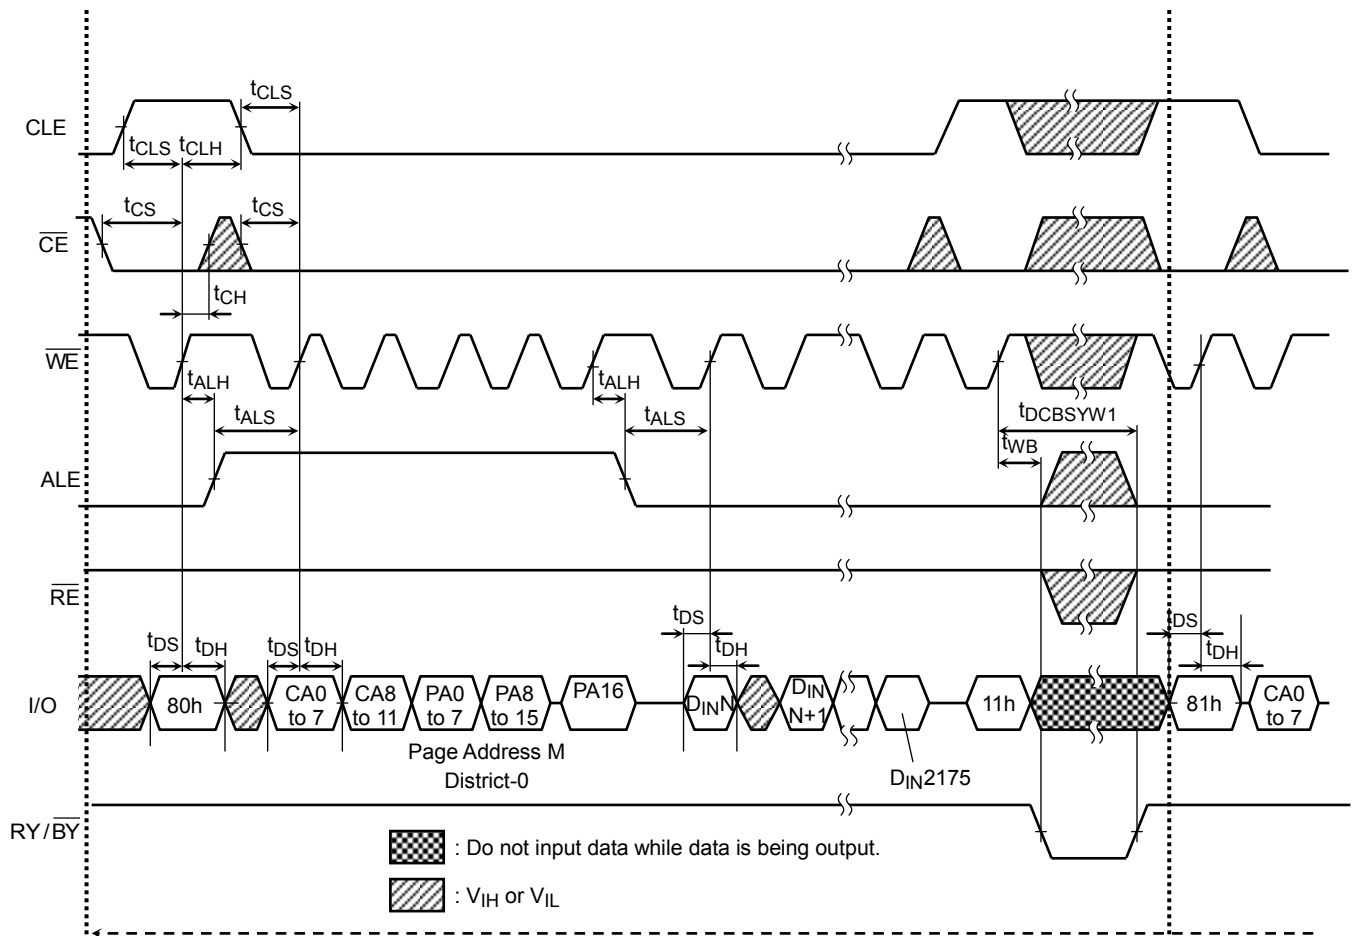 tCLS
CLE
tCLS tCLH
tCS tCS
CE
tCH
WE
tALH tALH
tALS tALS tDCBSYW1
tWB
ALE
RE
tDS tDH tDS tDH tDS tDH tDS tDH
I/O 80h CA0 to 7 CA8 to 11 PA0 to 7 PA8 to 15 PA16 DINN DIN N+1 11h 81h CA0 to 7
Page Address M
District-0
DIN2175
RY/BY
: Do not input data while data is being output.
: VIH or VIL